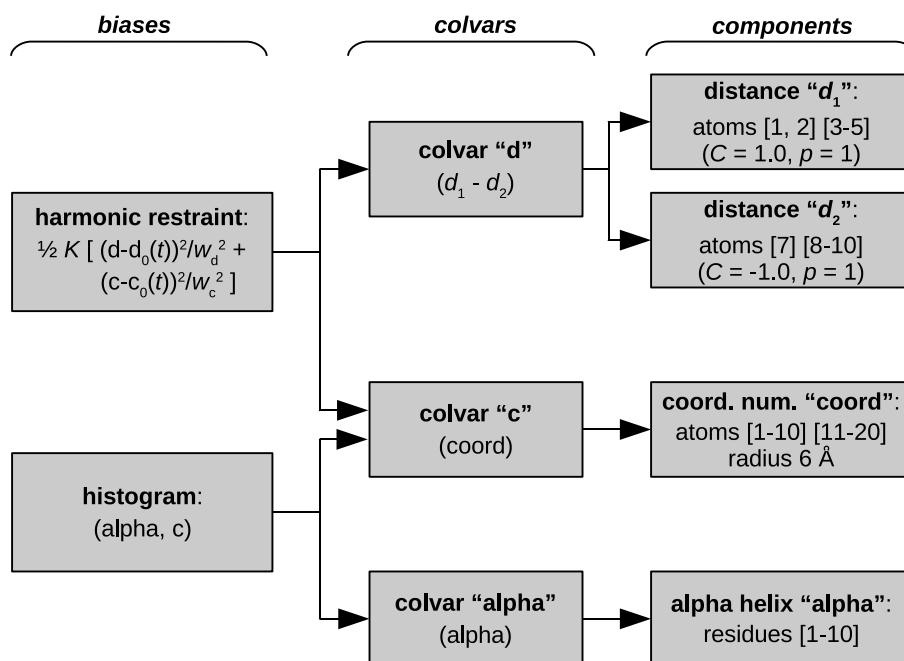 biases
colvars
components
harmonic restraint:
½ K [ (d-d₀(t))²/w_d² +
(c-c₀(t))²/w_c² ]
histogram:
(alpha, c)
colvar “d”
(d₁ - d₂)
colvar “c”
(coord)
colvar “alpha”
(alpha)
distance “d₁”:
atoms [1, 2] [3-5]
(C = 1.0, p = 1)
distance “d₂”:
atoms [7] [8-10]
(C = -1.0, p = 1)
coord. num. “coord”:
atoms [1-10] [11-20]
radius 6 Å
alpha helix “alpha”:
residues [1-10]